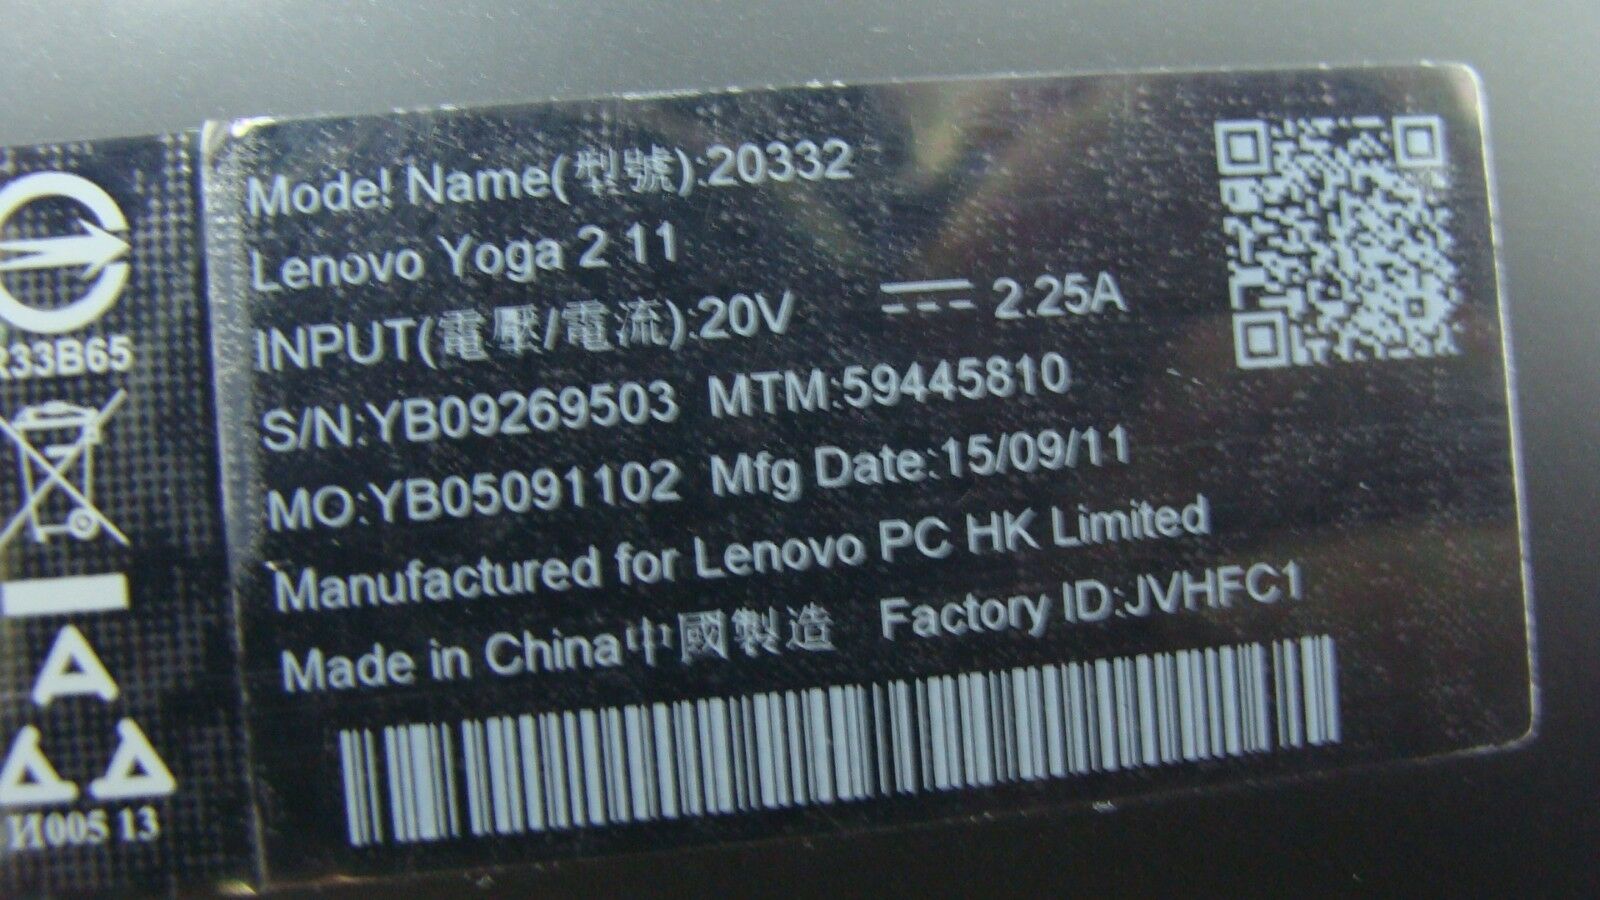 Model Name(型號):20332
Lenovo Yoga 2 11
INPUT(電壓/電流):20V ⎓ 2.25A
S/N:YB09269503 MTM:59445810
MO:YB05091102 Mfg Date:15/09/11
Manufactured for Lenovo PC HK Limited
Made in China中國製造 Factory ID:JVHFC1
R33B65
И005 13